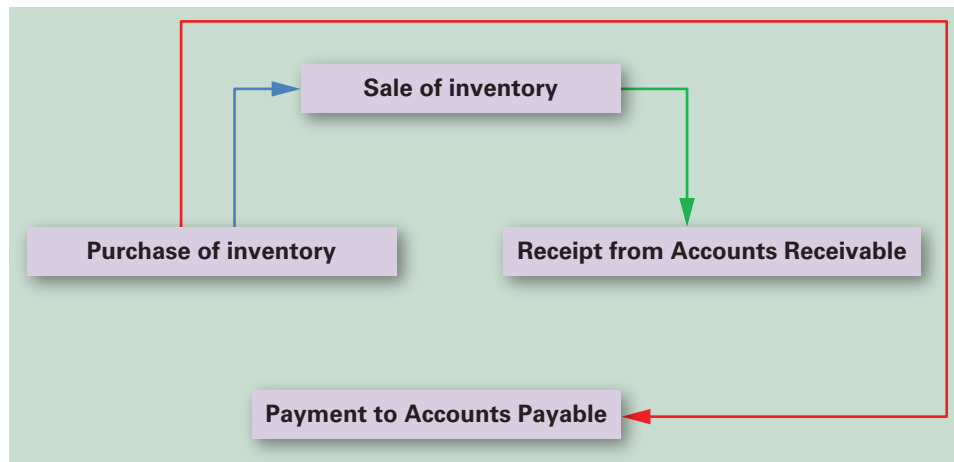 Sale of inventory
Purchase of inventory
Receipt from Accounts Receivable
Payment to Accounts Payable